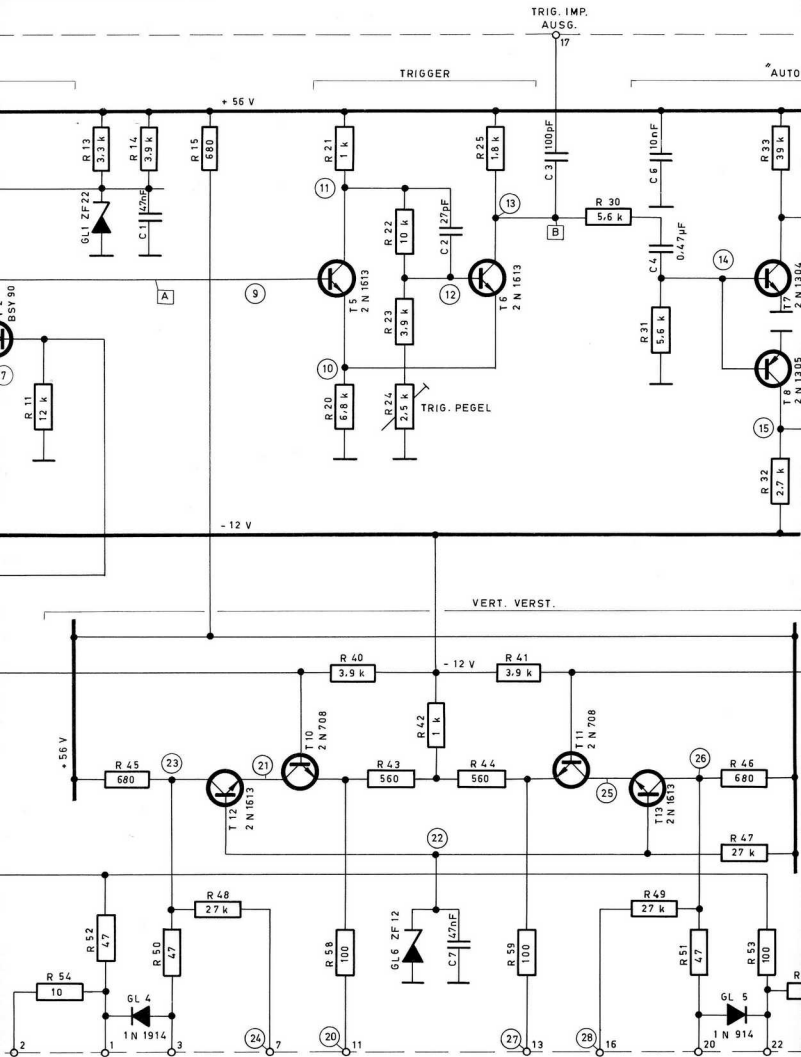 TRIG. IMP.
AUSG.
17
TRIGGER
"AUTO
+ 56 V
R 13
3,3 k
R 14
3,9 k
R 15
680
R 21
1 k
R 25
1,8 k
C 3
100pF
C 6
10nF
R 33
39 k
GL1 ZF 22
C 1
47nF
11
R 22
10 k
C 2
27pF
13
B
R 30
5,6 k
C 4
0,47µF
14
A
9
T 5
2 N 1613
12
T 6
2 N 1613
T 7
2 N 1304
BSY 90
7
R 11
12 k
R 23
3,9 k
R 31
5,6 k
10
R 20
6,8 k
R 24
2,5 k
TRIG. PEGEL
T 8
2 N 1305
15
R 32
2,7 k
- 12 V
VERT. VERST.
R 40
3,9 k
- 12 V
R 41
3,9 k
+ 56 V
T 10
2 N 708
R 42
1 k
T 11
2 N 708
R 45
680
23
21
R 43
560
R 44
560
25
26
R 46
680
T 12
2 N 1613
T13
2 N 1613
22
R 47
27 k
R 48
27 k
R 49
27 k
R 52
47
R 50
47
R 58
100
GL6 ZF 12
C 7
47nF
R 59
100
R 51
47
R 53
100
R 54
10
R
GL 4
1 N 1914
GL 5
1 N 914
2
1
3
24
7
20
11
27
13
28
16
20
22